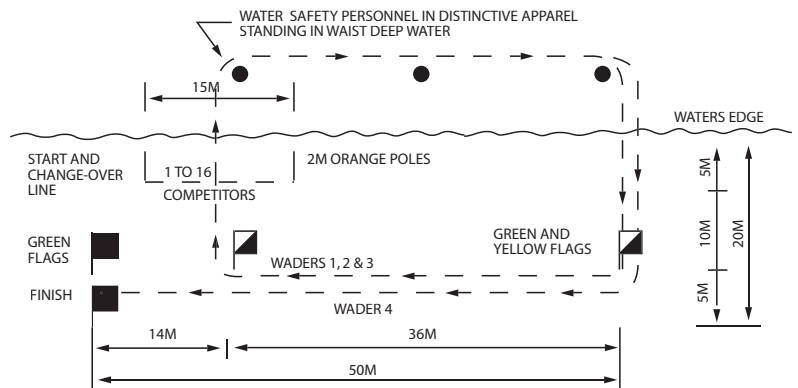 WATER SAFETY PERSONNEL IN DISTINCTIVE APPAREL
STANDING IN WAIST DEEP WATER
15M
WATERS EDGE
START AND
CHANGE-OVER
LINE
1 TO 16
COMPETITORS
2M ORANGE POLES
5M
10M
20M
5M
GREEN
FLAGS
GREEN AND
YELLOW FLAGS
WADERS 1, 2 & 3
FINISH
WADER 4
14M
36M
50M